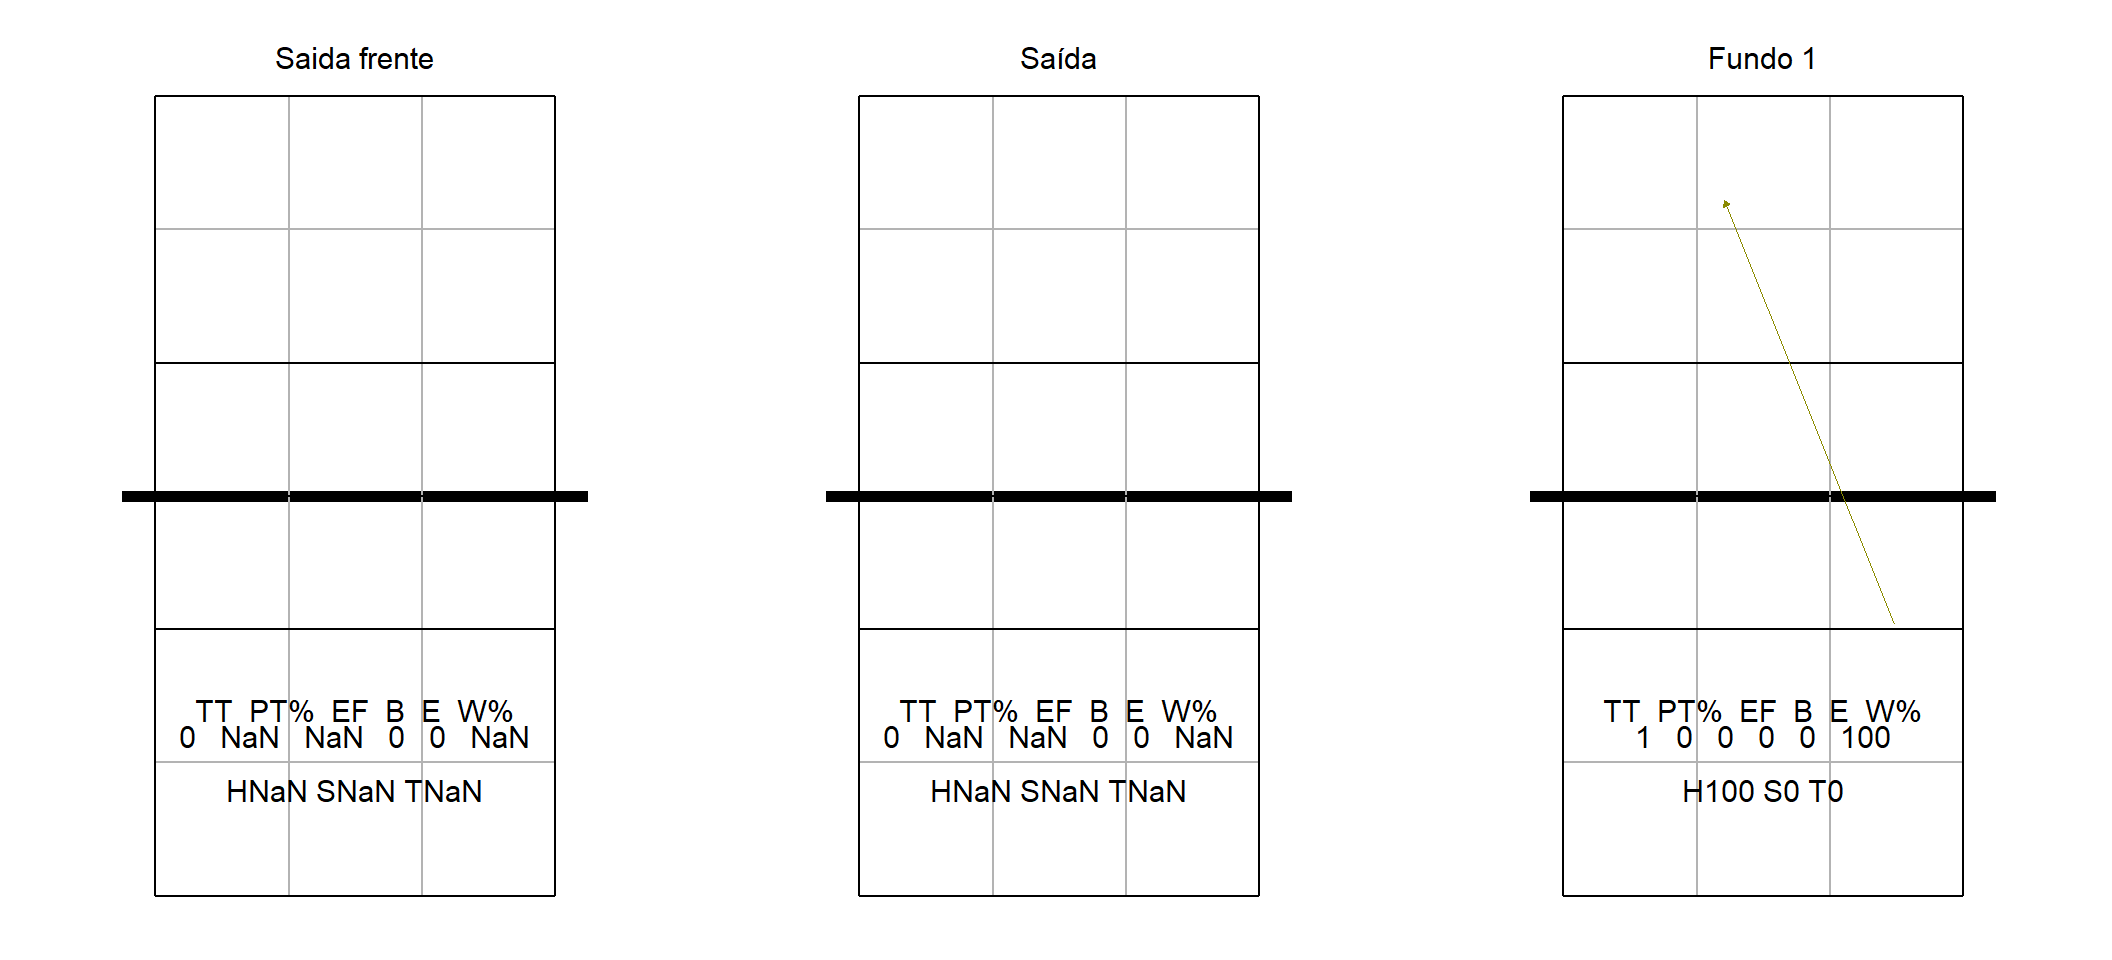 Saida frente
TT PT% EF B E W%
0 NaN NaN 0 0 NaN
HNaN SNaN TNaN
Saída
TT PT% EF B E W%
0 NaN NaN 0 0 NaN
HNaN SNaN TNaN
Fundo 1
TT PT% EF B E W%
1 0 0 0 0 100
H100 S0 T0